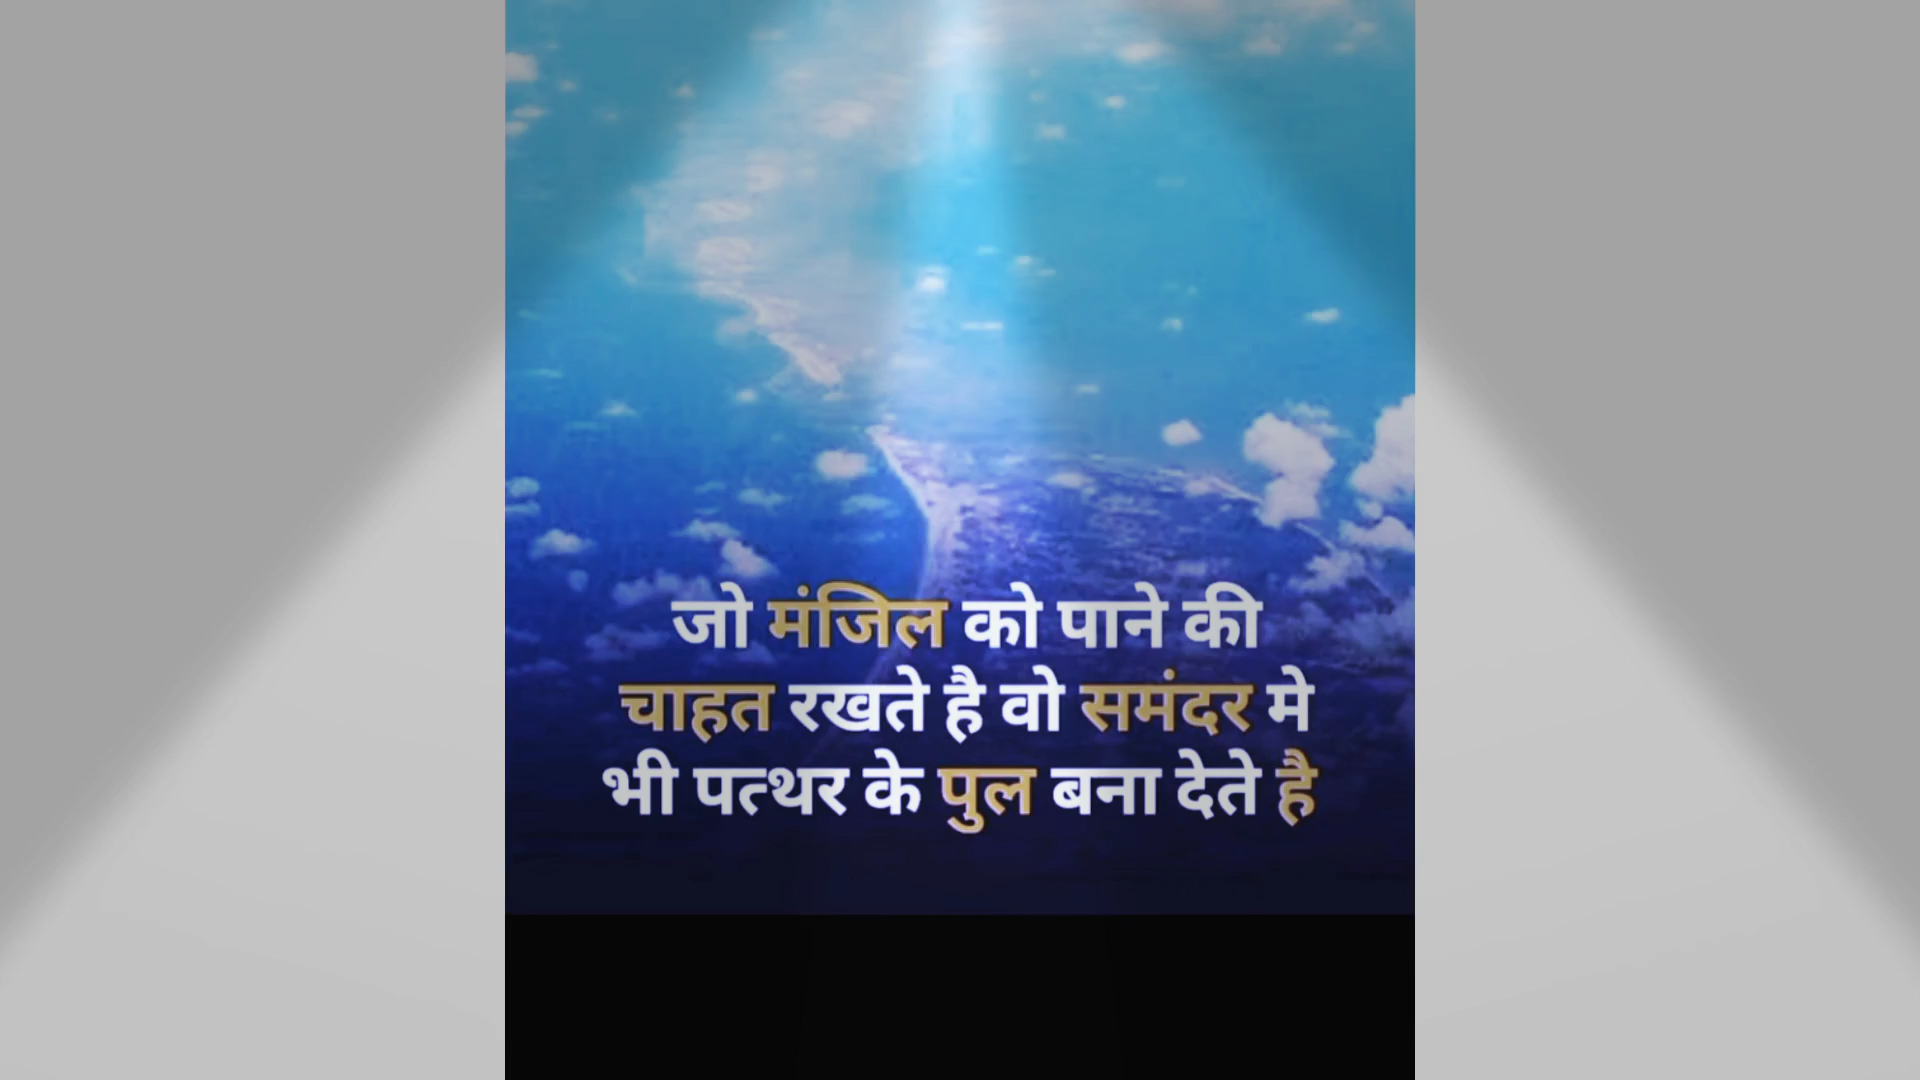 जो मंजिल को पाने की
चाहत रखते है वो समंदर मे
भी पत्थर के पुल बना देते है